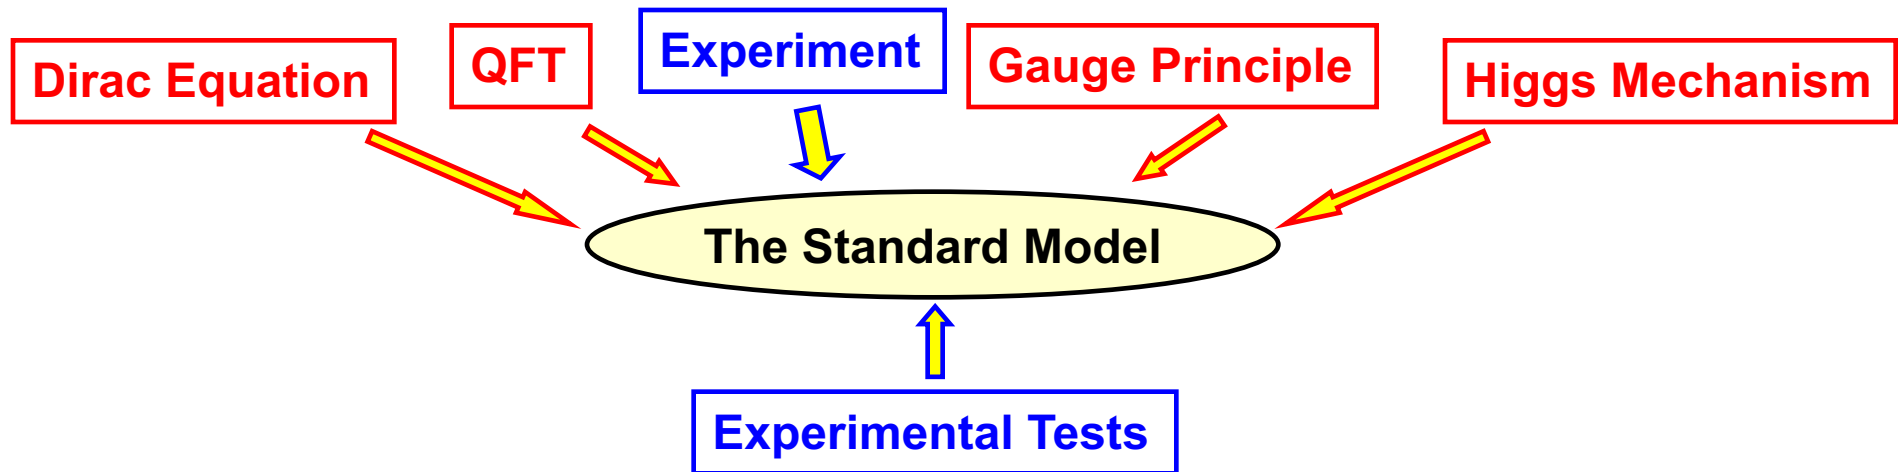 Dirac Equation
QFT
Experiment
Gauge Principle
Higgs Mechanism
The Standard Model
Experimental Tests